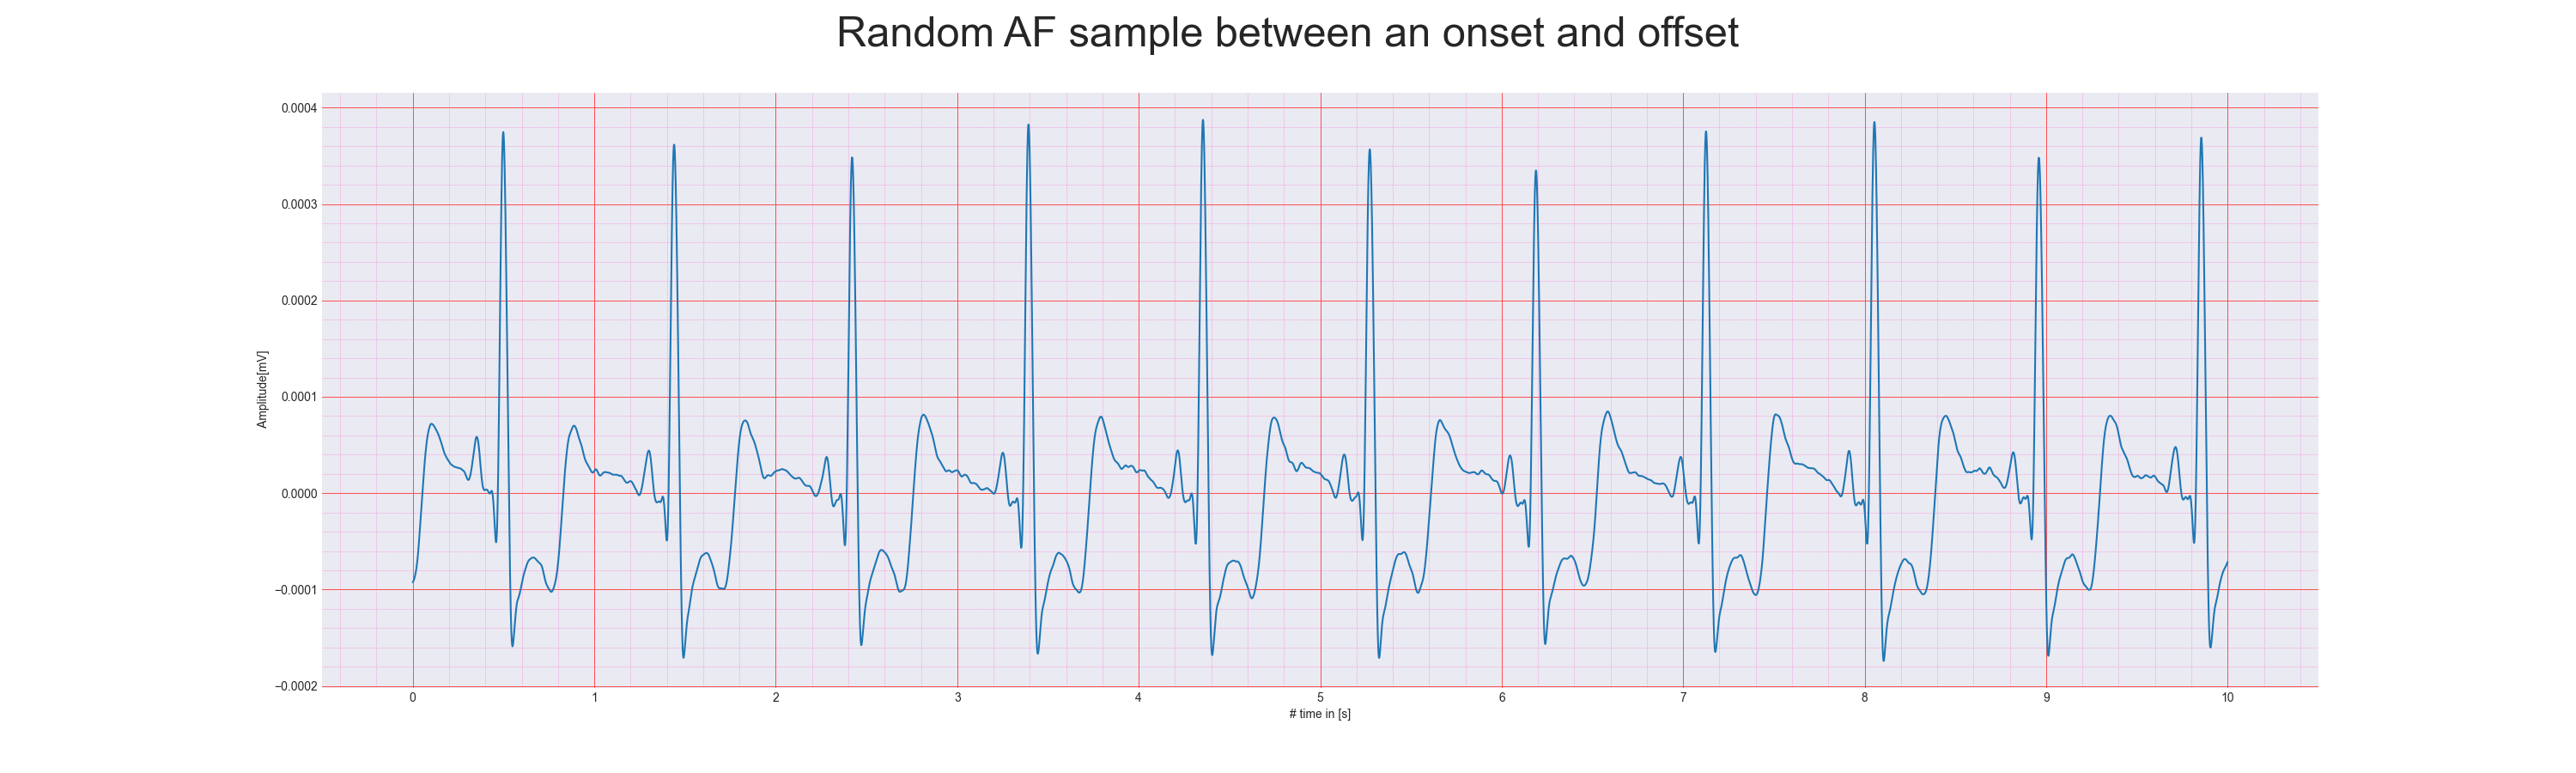 Random AF sample between an onset and offset
0.0004
0.0003
0.0002
0.0001
0.0000
−0.0001
−0.0002
Amplitude[mV]
0 1 2 3 4 5 6 7 8 9 10
# time in [s]